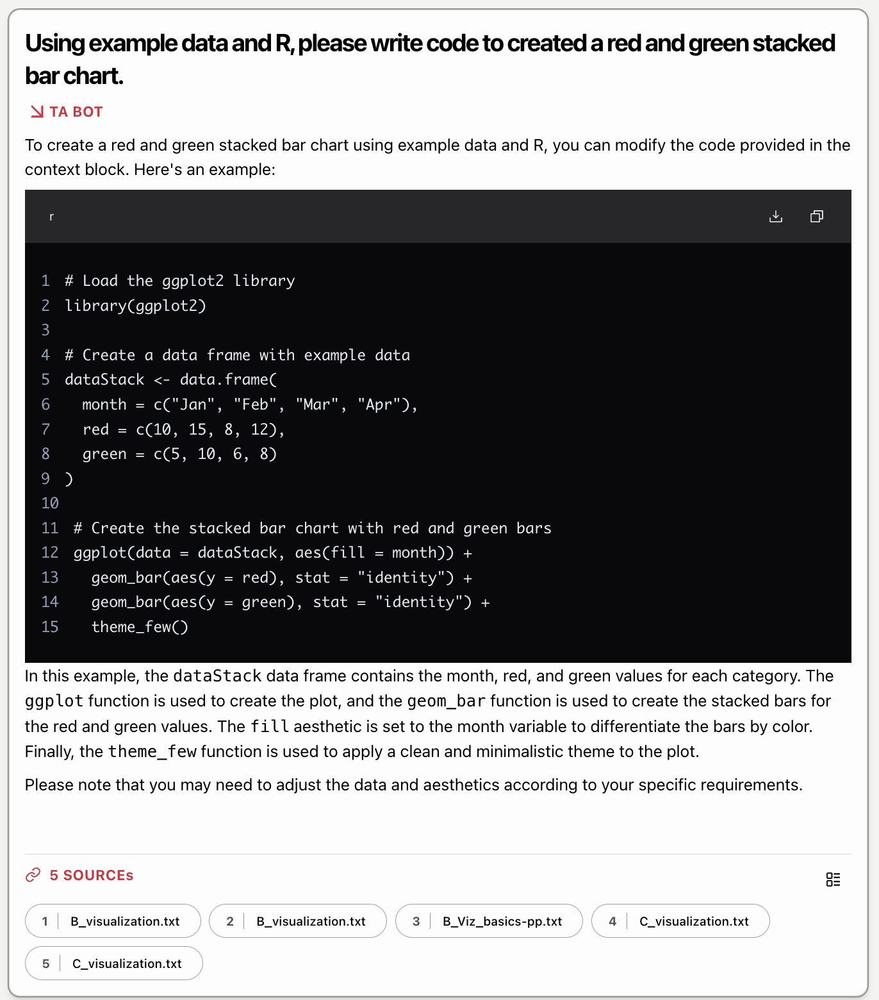 Using example data and R, please write code to created a red and green stacked
bar chart.
TA BOT
To create a red and green stacked bar chart using example data and R, you can modify the code provided in the
context block. Here's an example:
r
1 # Load the ggplot2 library
2 library(ggplot2)
3
4 # Create a data frame with example data
5 dataStack <- data.frame(
6   month = c("Jan", "Feb", "Mar", "Apr"),
7   red = c(10, 15, 8, 12),
8   green = c(5, 10, 6, 8)
9 )
10
11 # Create the stacked bar chart with red and green bars
12 ggplot(data = dataStack, aes(fill = month)) +
13   geom_bar(aes(y = red), stat = "identity") +
14   geom_bar(aes(y = green), stat = "identity") +
15   theme_few()
In this example, the dataStack data frame contains the month, red, and green values for each category. The
ggplot function is used to create the plot, and the geom_bar function is used to create the stacked bars for
the red and green values. The fill aesthetic is set to the month variable to differentiate the bars by color.
Finally, the theme_few function is used to apply a clean and minimalistic theme to the plot.
Please note that you may need to adjust the data and aesthetics according to your specific requirements.
5 SOURCEs
1 B_visualization.txt 2 B_visualization.txt 3 B_Viz_basics-pp.txt 4 C_visualization.txt
5 C_visualization.txt